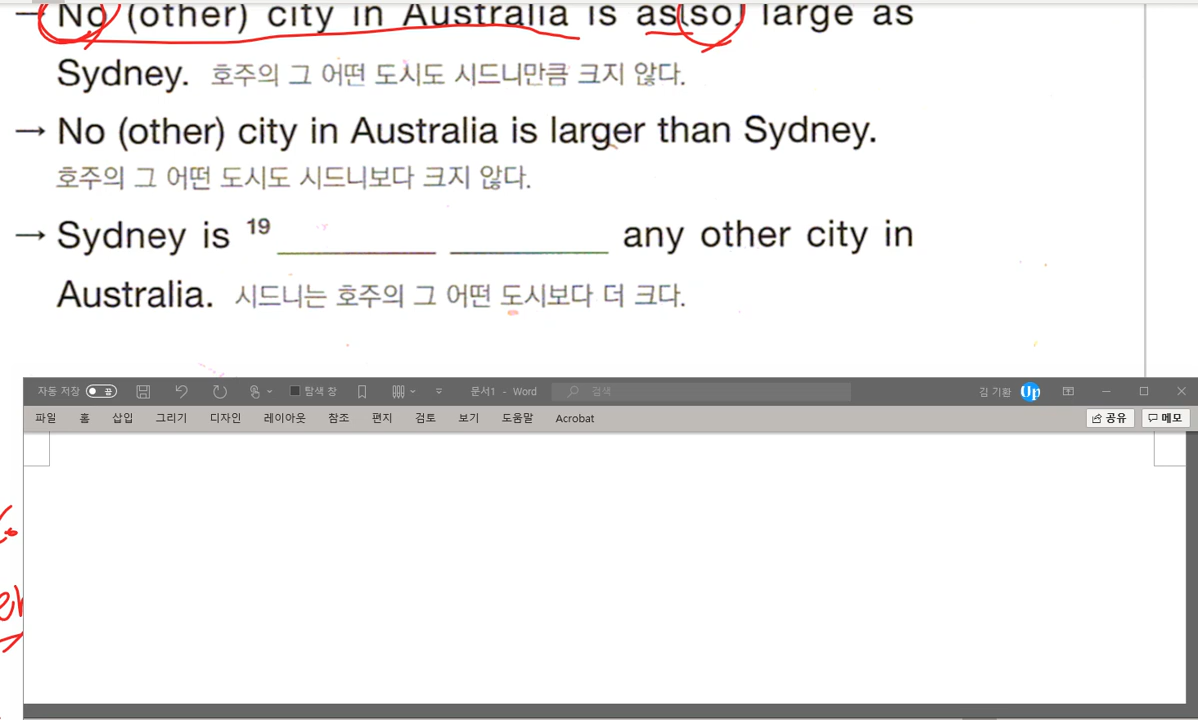 → No (other) city in Australia is as(so) large as
Sydney. 호주의 그 어떤 도시도 시드니만큼 크지 않다.
→ No (other) city in Australia is larger than Sydney.
호주의 그 어떤 도시도 시드니보다 크지 않다.
→ Sydney is 19 ________ ________ any other city in
Australia. 시드니는 호주의 그 어떤 도시보다 더 크다.
자동 저장 끔 탐색 창 문서1 - Word 검색 김 기환 Up
파일 홈 삽입 그리기 디자인 레이아웃 참조 편지 검토 보기 도움말 Acrobat 공유 메모